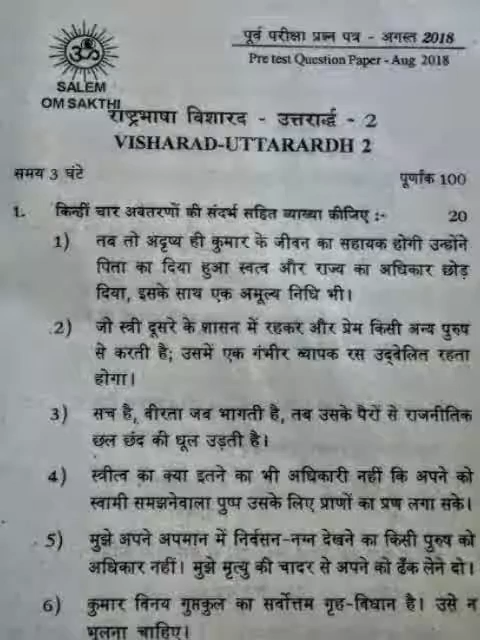 पूर्व परीक्षा प्रश्न पत्र - अगस्त 2018
Pre test Question Paper - Aug 2018
ॐ
SALEM
OM SAKTHI
राष्ट्रभाषा विशारद - उत्तरार्द्ध - 2
VISHARAD-UTTARARDH 2
समय 3 घंटे पूर्णांक 100
1. किन्हीं चार अवतरणों की संदर्भ सहित व्याख्या कीजिए :- 20
1) तब तो अदृष्य ही कुमार के जीवन का सहायक होगी उन्होंने
पिता का दिया हुआ स्वत्व और राज्य का अधिकार छोड़
दिया, इसके साथ एक अमूल्य निधि भी।
2) जो स्त्री दूसरे के शासन में रहकर और प्रेम किसी अन्य पुरुष
से करती है; उसमें एक गंभीर व्यापक रस उद्वेलित रहता
होगा।
3) सच है, वीरता जब भागती है, तब उसके पैरों से राजनीतिक
छल छंद की धूल उड़ती है।
4) स्त्रीत्व का क्या इतने का भी अधिकारी नहीं कि अपने को
स्वामी समझनेवाला पुष्प उसके लिए प्राणों का प्रण लगा सके।
5) मुझे अपने अपमान में निर्वसन-नग्न देखने का किसी पुरुष को
अधिकार नहीं। मुझे मृत्यु की चादर से अपने को ढँक लेने दो।
6) कुमार विनय गुप्तकुल का सर्वोत्तम गृह-विधान है। उसे न
भूलना चाहिए।